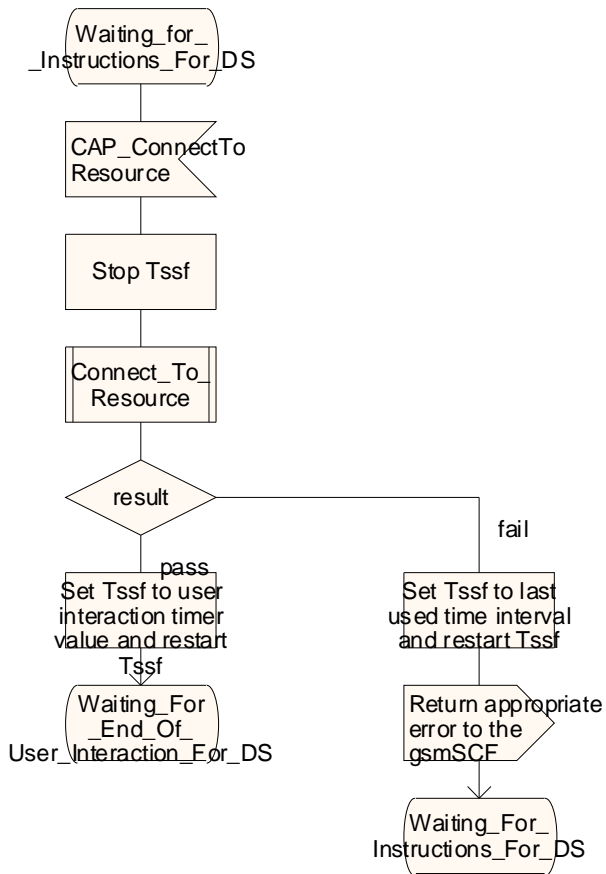 Waiting_for_
_Instructions_For_DS
CAP_ConnectTo
Resource
Stop Tssf
Connect_To_
Resource
result
fail
pass
Set Tssf to user
interaction timer
value and restart
Tssf
Set Tssf to last
used time interval
and restart Tssf
Waiting_For
_End_Of_
User_Interaction_For_DS
Return appropriate
error to the
gsmSCF
Waiting_For_
Instructions_For_DS